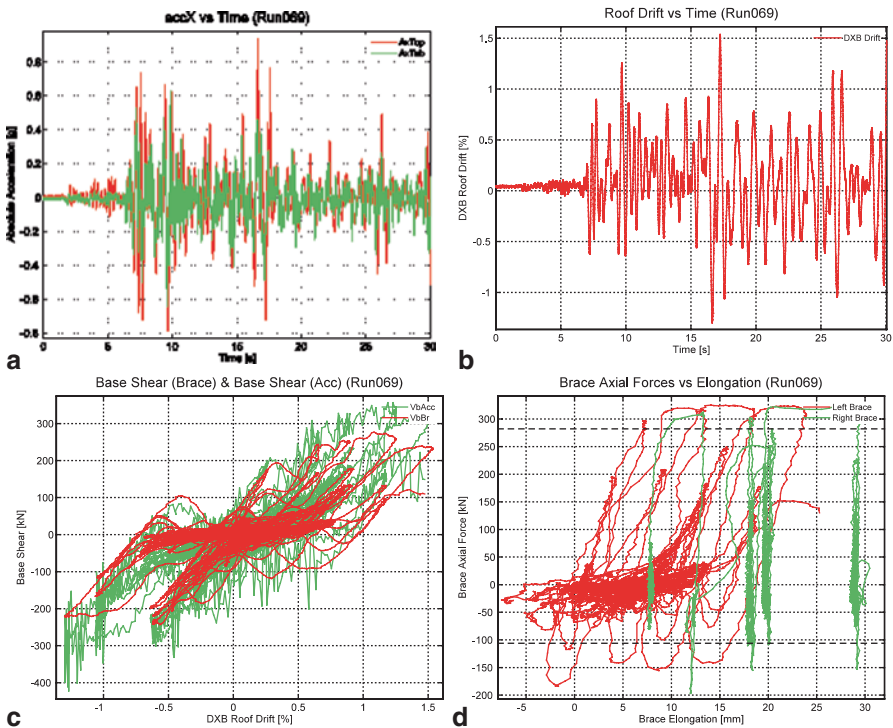 accX vs Time (Run069)
AxTop
AxTab
Absolute Acceleration [g]
0.8
0.6
0.4
0.2
0
-0.2
-0.4
-0.6
-0.8
0 5 10 15 20 25 30
Time [s]
a
Roof Drift vs Time (Run069)
DXB Drift
DXB Roof Drift [%]
1.5
1
0.5
0
-0.5
-1
0 5 10 15 20 25 30
Time [s]
b
Base Shear (Brace) & Base Shear (Acc) (Run069)
VbAcc
VbBr
Base Shear [kN]
300
200
100
0
-100
-200
-300
-400
-1 -0.5 0 0.5 1 1.5
DXB Roof Drift [%]
c
Brace Axial Forces vs Elongation (Run069)
Left Brace
Right Brace
Brace Axial Force [kN]
300
250
200
150
100
50
0
-50
-100
-150
-200
-5 0 5 10 15 20 25 30
Brace Elongation [mm]
d